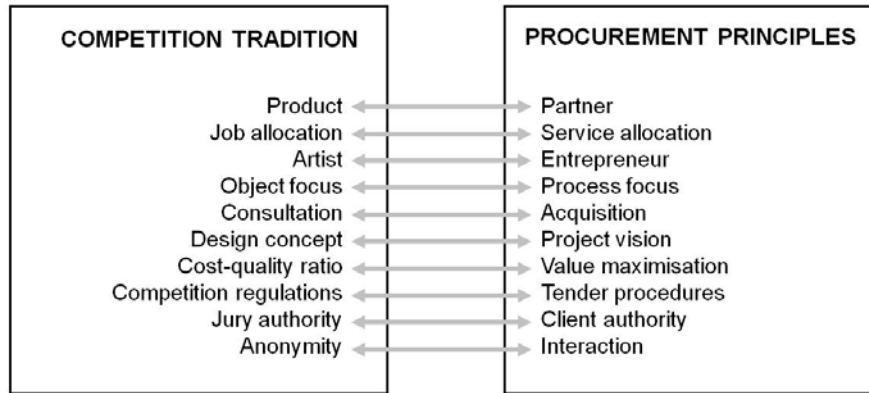 COMPETITION TRADITION
Product
Job allocation
Artist
Object focus
Consultation
Design concept
Cost-quality ratio
Competition regulations
Jury authority
Anonymity
PROCUREMENT PRINCIPLES
Partner
Service allocation
Entrepreneur
Process focus
Acquisition
Project vision
Value maximisation
Tender procedures
Client authority
Interaction